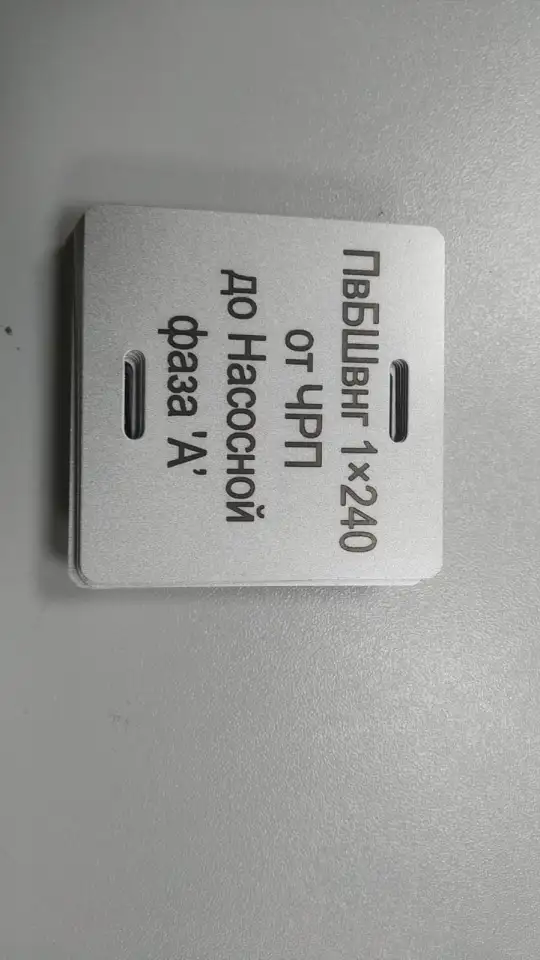 ПвБШвнг 1×240
от ЧРП
до Насосной
фаза 'А'